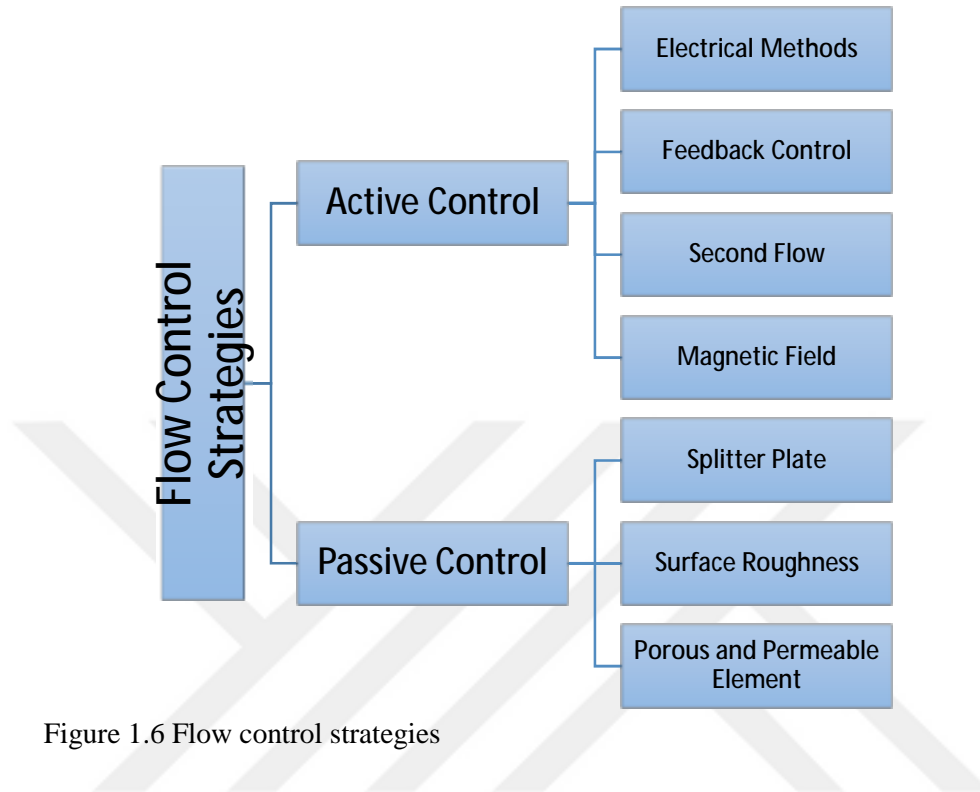 Flow Control
Strategies
Active Control
Electrical Methods
Feedback Control
Second Flow
Magnetic Field
Passive Control
Splitter Plate
Surface Roughness
Porous and Permeable
Element
Figure 1.6 Flow control strategies